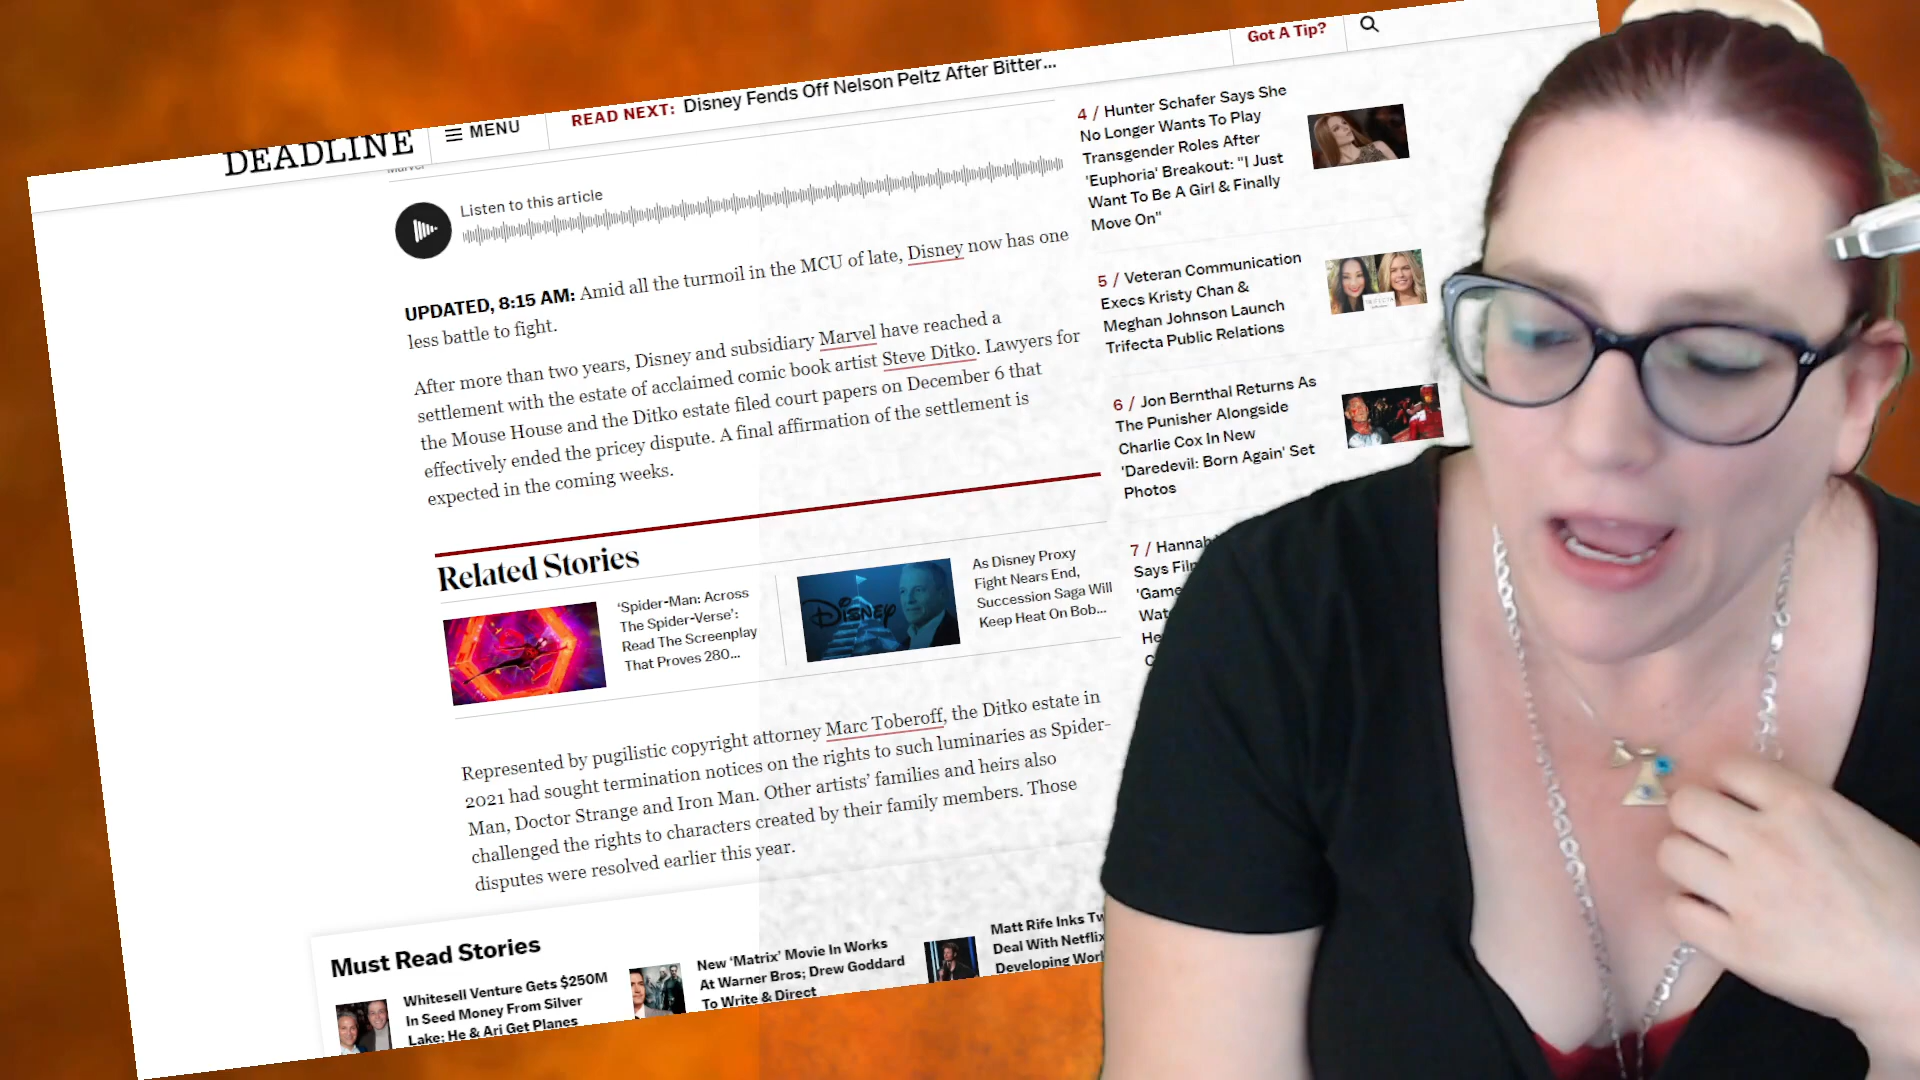 Got A Tip?
READ NEXT: Disney Fends Off Nelson Peltz After Bitter...
DEADLINE
MENU
Marvel
Listen to this article
UPDATED, 8:15 AM: Amid all the turmoil in the MCU of late, Disney now has one
less battle to fight.
After more than two years, Disney and subsidiary Marvel have reached a
settlement with the estate of acclaimed comic book artist Steve Ditko. Lawyers for
the Mouse House and the Ditko estate filed court papers on December 6 that
effectively ended the pricey dispute. A final affirmation of the settlement is
expected in the coming weeks.
Related Stories
'Spider-Man: Across
The Spider-Verse':
Read The Screenplay
That Proves 280...
DISNEY
As Disney Proxy
Fight Nears End,
Succession Saga Will
Keep Heat On Bob...
Represented by pugilistic copyright attorney Marc Toberoff, the Ditko estate in
2021 had sought termination notices on the rights to such luminaries as Spider-
Man, Doctor Strange and Iron Man. Other artists' families and heirs also
challenged the rights to characters created by their family members. Those
disputes were resolved earlier this year.
4 / Hunter Schafer Says She
No Longer Wants To Play
Transgender Roles After
'Euphoria' Breakout: "I Just
Want To Be A Girl & Finally
Move On"
5 / Veteran Communication
Execs Kristy Chan &
Meghan Johnson Launch
Trifecta Public Relations
6 / Jon Bernthal Returns As
The Punisher Alongside
Charlie Cox In New
'Daredevil: Born Again' Set
Photos
7 / Hannah
Says Film
'Game
Must Read Stories
Whitesell Venture Gets $250M
In Seed Money From Silver
Lake; He & Ari Get Planes
New 'Matrix' Movie In Works
At Warner Bros; Drew Goddard
To Write & Direct
Matt Rife Inks Tw
Deal With Netflix
Developing Worl